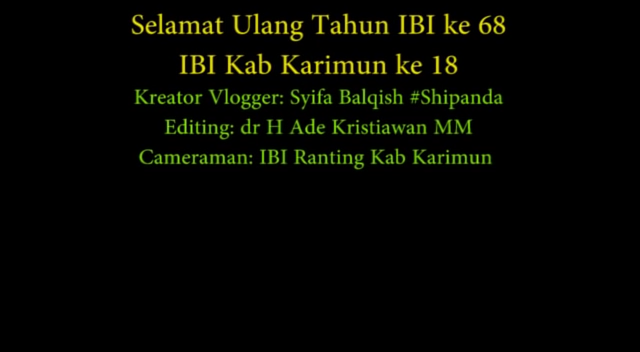 Selamat Ulang Tahun IBI ke 68
IBI Kab Karimun ke 18
Kreator Vlogger: Syifa Balqish #Shipanda
Editing: dr H Ade Kristiawan MM
Cameraman: IBI Ranting Kab Karimun